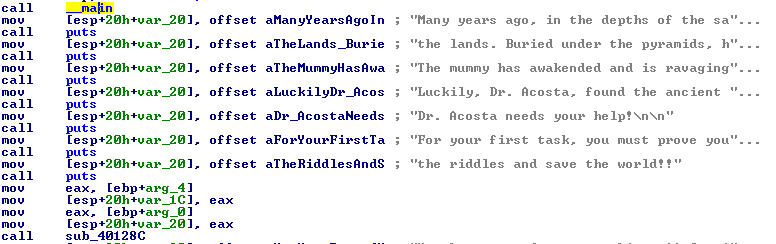 call __main
mov [esp+20h+var_20], offset aManyYearsAgoIn ; "Many years ago, in the depths of the sa"...
call puts
mov [esp+20h+var_20], offset aTheLands_Burie ; "the lands. Buried under the pyramids, h"...
call puts
mov [esp+20h+var_20], offset aTheMummyHasAwa ; "The mummy has awakended and is ravaging"...
call puts
mov [esp+20h+var_20], offset aLuckilyDr_Acos ; "Luckily, Dr. Acosta, found the ancient "...
call puts
mov [esp+20h+var_20], offset aDr_AcostaNeeds ; "Dr. Acosta needs your help!\n\n"
call puts
mov [esp+20h+var_20], offset aForYourFirstTa ; "For your first task, you must prove you"...
call puts
mov [esp+20h+var_20], offset aTheRiddlesAndS ; "the riddles and save the world!!"
call puts
mov eax, [ebp+arg_4]
mov [esp+20h+var_1C], eax
mov eax, [ebp+arg_0]
mov [esp+20h+var_20], eax
call sub_40128C